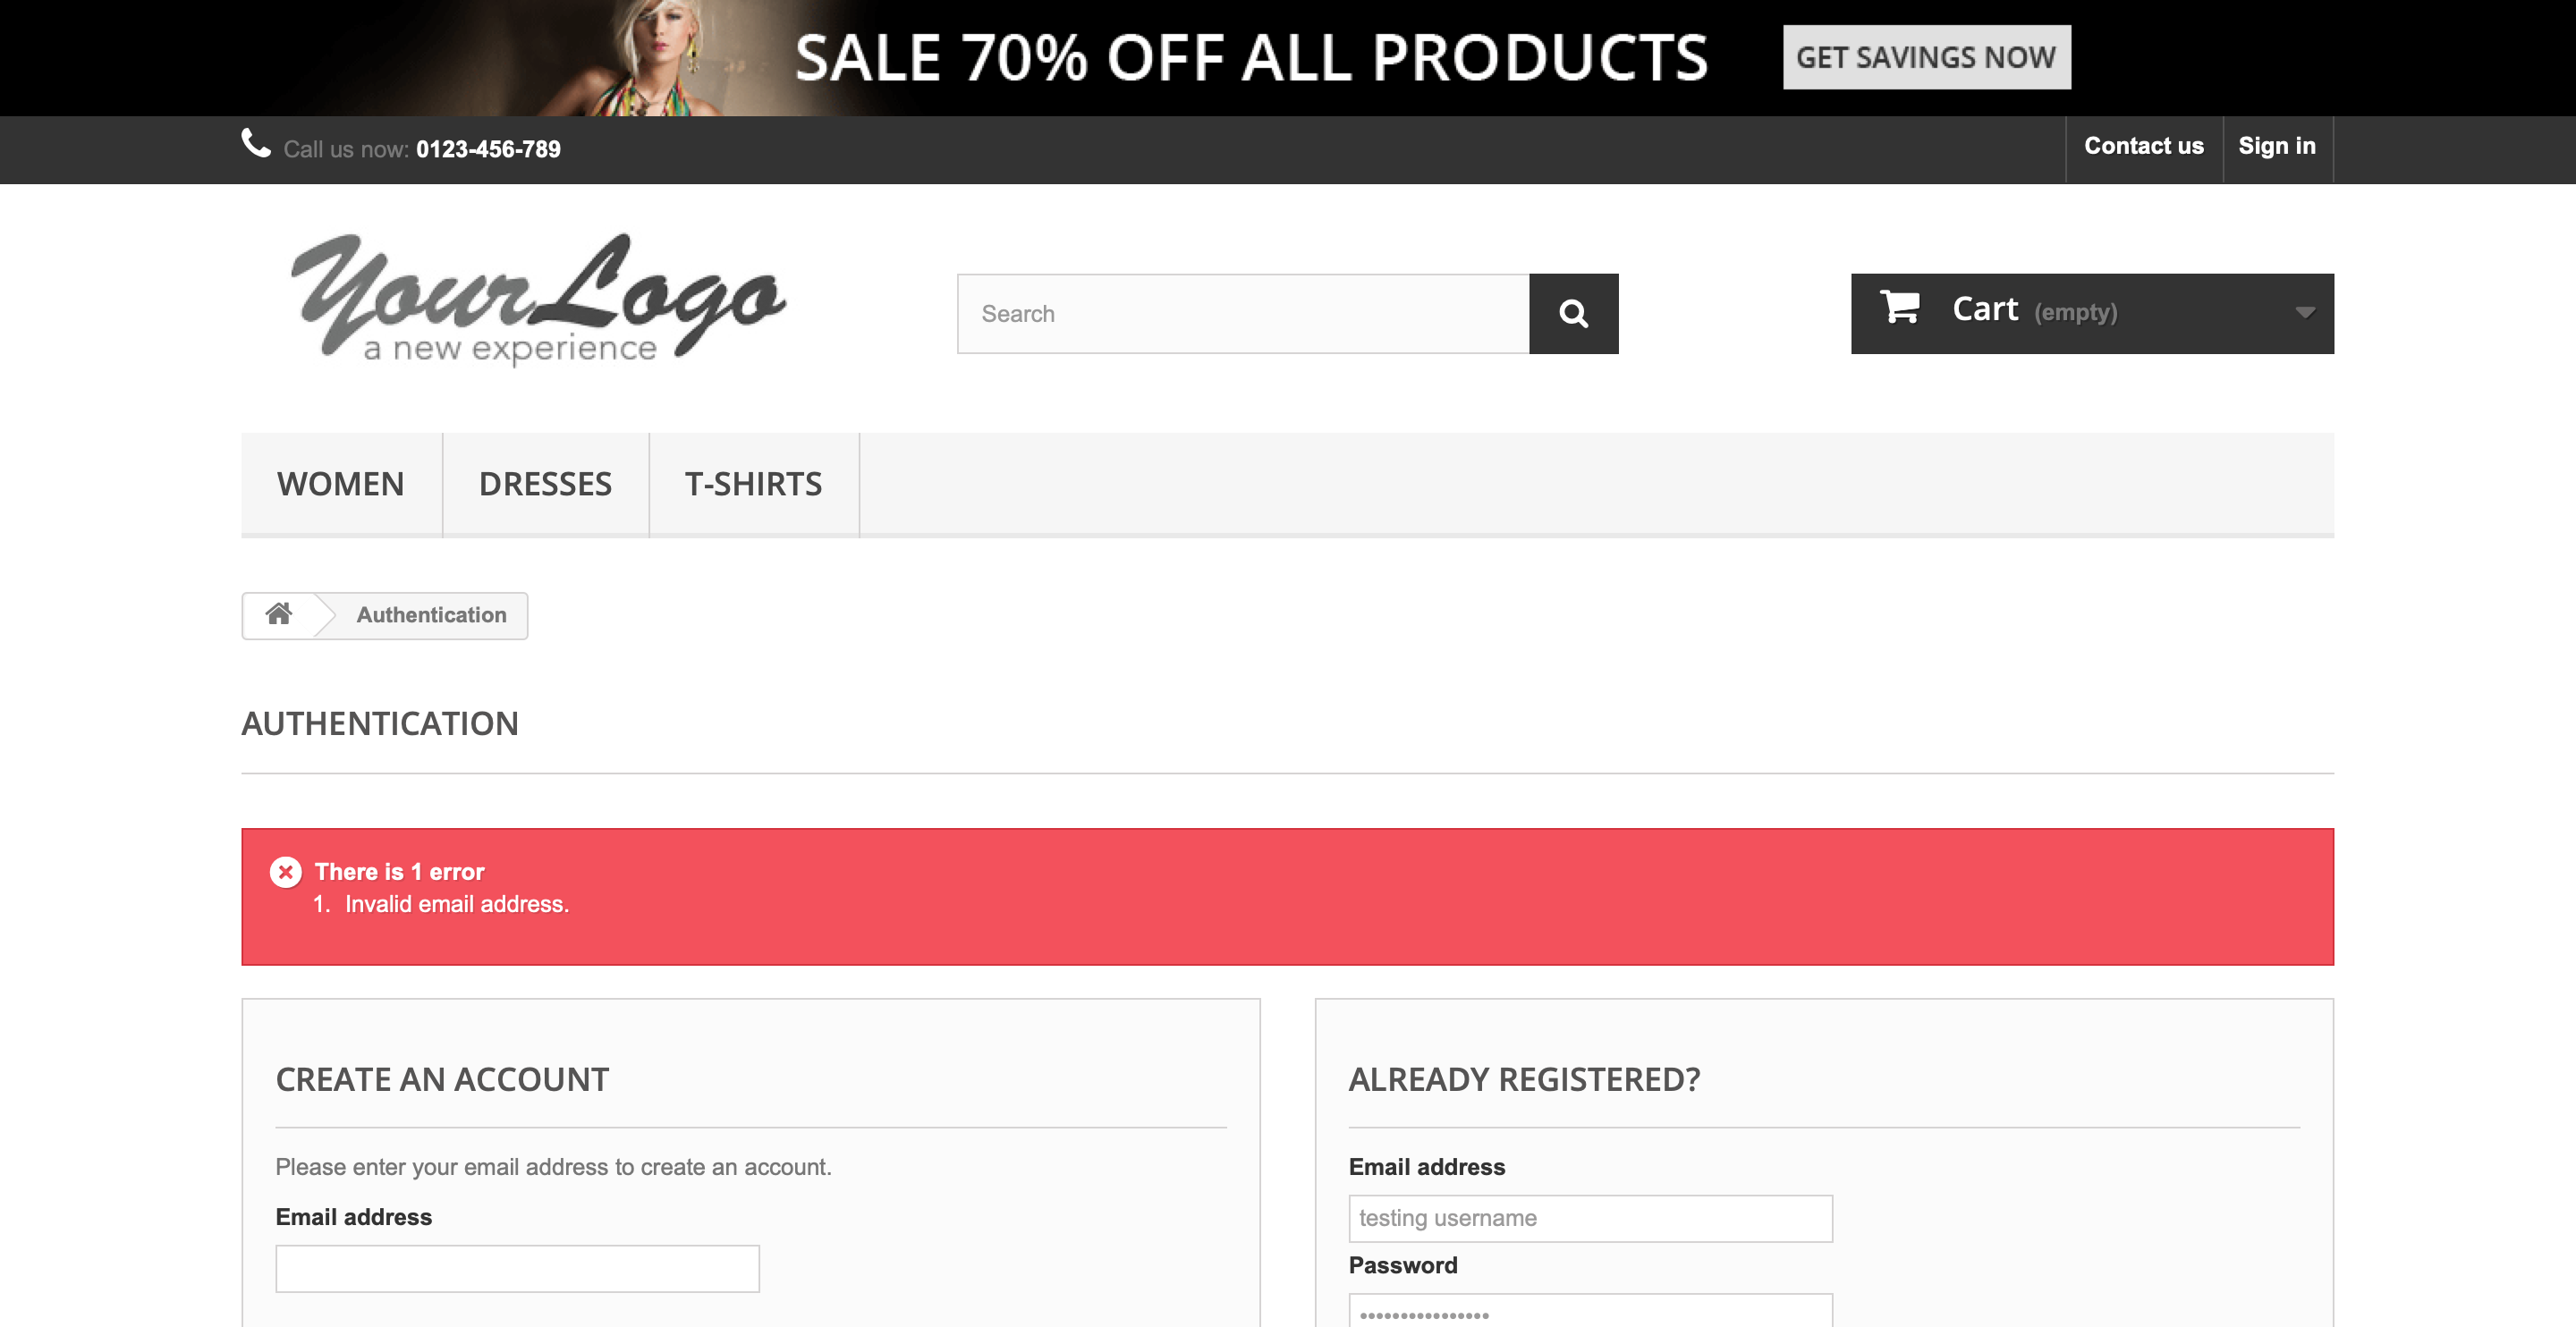 SALE 70% OFF ALL PRODUCTS GET SAVINGS NOW
Call us now: 0123-456-789 Contact us Sign in
YourLogo
a new experience
Search
Cart (empty)
WOMEN DRESSES T-SHIRTS
Authentication
AUTHENTICATION
There is 1 error
1. Invalid email address.
CREATE AN ACCOUNT
Please enter your email address to create an account.
Email address
ALREADY REGISTERED?
Email address
testing username
Password
••••••••••••••••